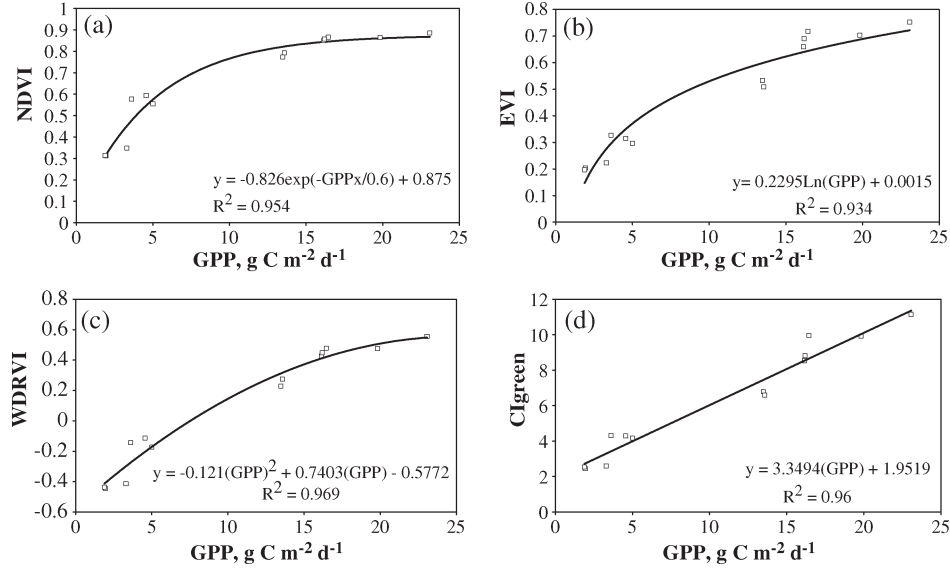 (a)
1
0.9
0.8
0.7
0.6
0.5
0.4
0.3
0.2
0.1
0
NDVI
y = -0.826exp(-GPPx/0.6) + 0.875
R² = 0.954
0 5 10 15 20 25
GPP, g C m⁻² d⁻¹
(b)
0.8
0.7
0.6
0.5
0.4
0.3
0.2
0.1
0
EVI
y= 0.2295Ln(GPP) + 0.0015
R² = 0.934
0 5 10 15 20 25
GPP, g C m⁻² d⁻¹
(c)
0.8
0.6
0.4
0.2
0
-0.2
-0.4
-0.6
WDRVI
y = -0.121(GPP)² + 0.7403(GPP) - 0.5772
R² = 0.969
0 5 10 15 20 25
GPP, g C m⁻² d⁻¹
(d)
12
10
8
6
4
2
0
CIgreen
y = 3.3494(GPP) + 1.9519
R² = 0.96
0 5 10 15 20 25
GPP, g C m⁻² d⁻¹